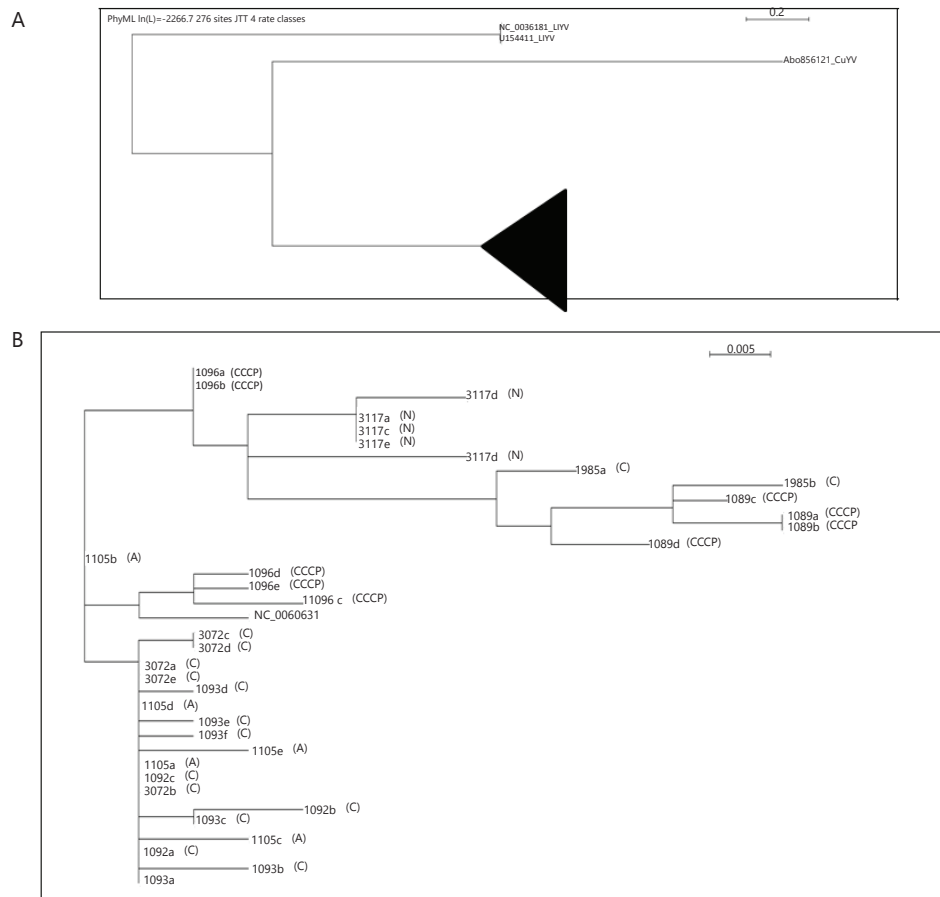 A
PhyML ln(L)=-2266.7 276 sites JTT 4 rate classes
0.2
NC_0036181_LIYV
U154411_LIYV
Abo856121_CuYV
B
0.005
1096a (CCCP)
1096b (CCCP)
3117d (N)
3117a (N)
3117c (N)
3117e (N)
3117d (N)
1985a (C)
1985b (C)
1089c (CCCP)
1089a (CCCP)
1089b (CCCP
1089d (CCCP)
1105b (A)
1096d (CCCP)
1096e (CCCP)
11096 c (CCCP)
NC_0060631
3072c (C)
3072d (C)
3072a (C)
3072e (C)
1093d (C)
1105d (A)
1093e (C)
1093f (C)
1105e (A)
1105a (A)
1092c (C)
3072b (C)
1092b (C)
1093c (C)
1105c (A)
1092a (C)
1093b (C)
1093a